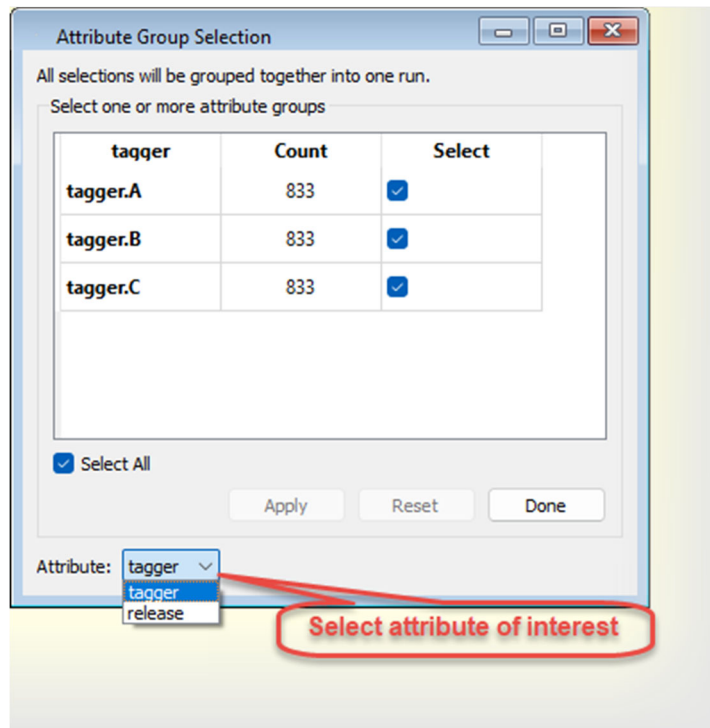 Attribute Group Selection
All selections will be grouped together into one run.
Select one or more attribute groups
tagger Count Select
tagger.A 833
tagger.B 833
tagger.C 833
Select All
Apply Reset Done
Attribute: tagger
tagger
release
Select attribute of interest